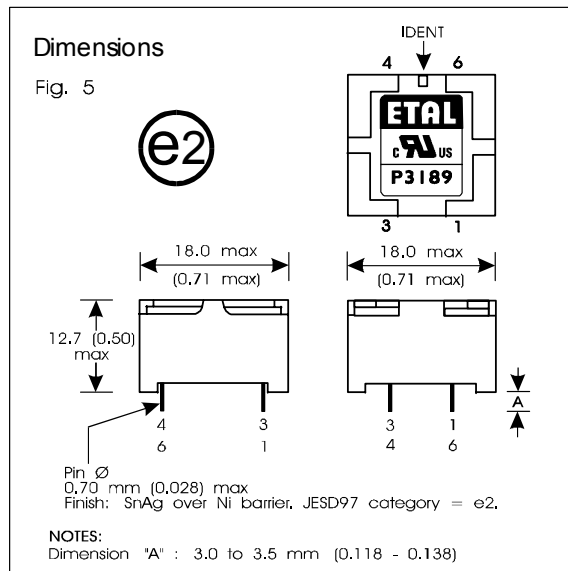 Dimensions
IDENT
Fig. 5
4 6
e2
ETAL
C RU US
P3189
3 1
18.0 max
(0.71 max)
18.0 max
(0.71 max)
12.7 (0.50)
max
A
4 3
6 1
3 1
4 6
Pin Ø
0.70 mm (0.028) max
Finish: SnAg over Ni barrier. JESD97 category = e2.
NOTES:
Dimension "A" : 3.0 to 3.5 mm (0.118 - 0.138)